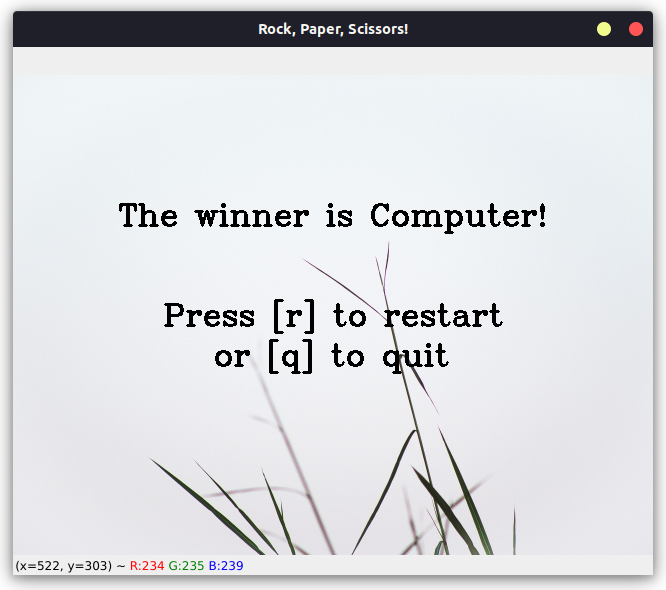 Rock, Paper, Scissors!
The winner is Computer!
Press [r] to restart
or [q] to quit
(x=522, y=303) ~ R:234 G:235 B:239